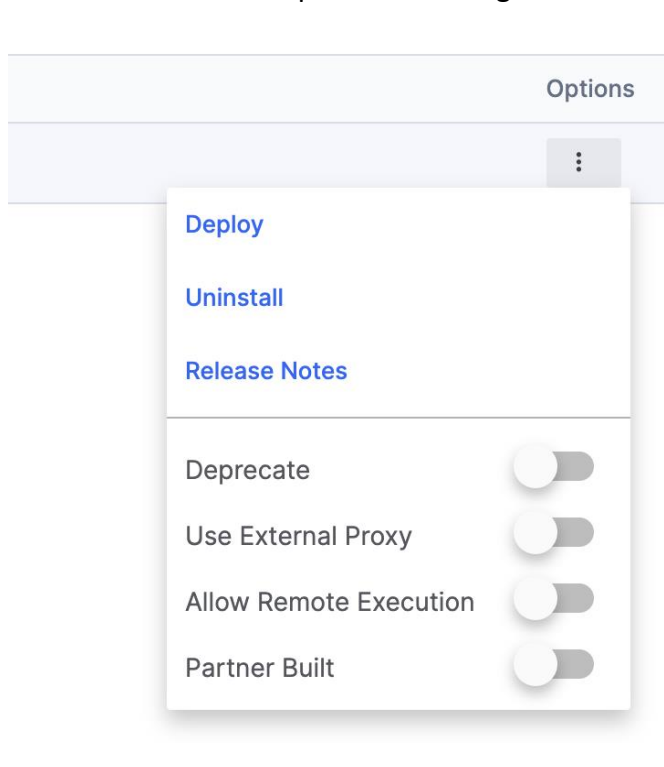 Options
Deploy
Uninstall
Release Notes
Deprecate
Use External Proxy
Allow Remote Execution
Partner Built